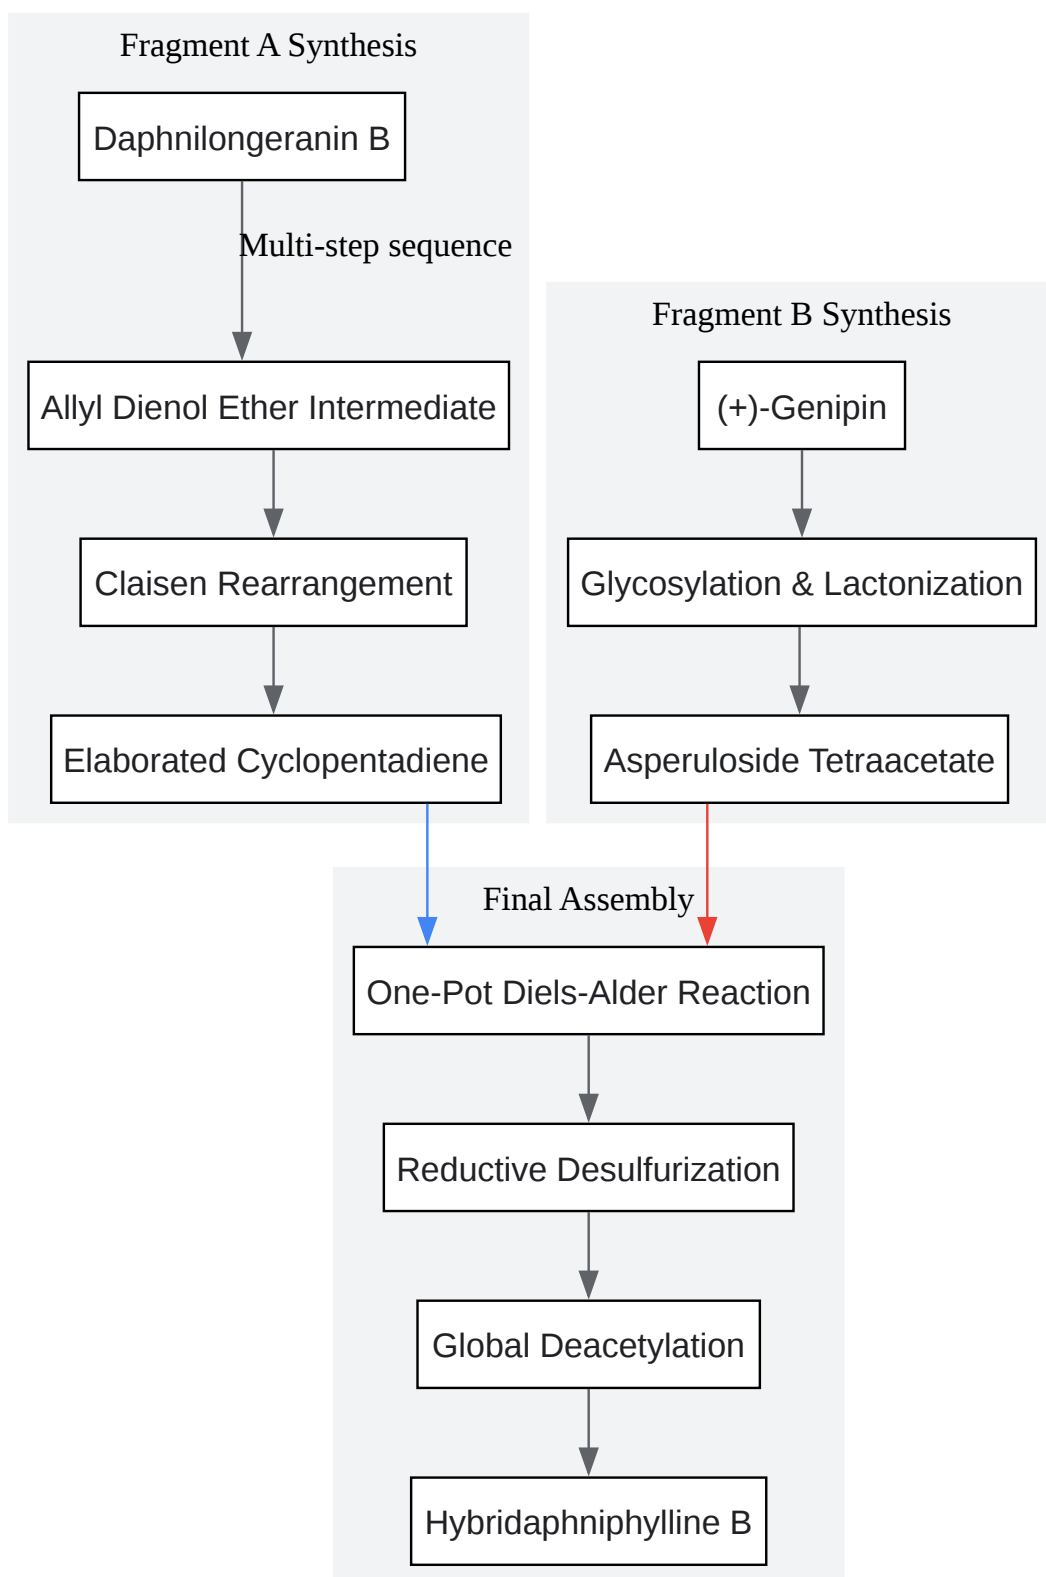 Fragment A Synthesis
Daphnilongeranin B
Multi-step sequence
Allyl Dienol Ether Intermediate
Claisen Rearrangement
Elaborated Cyclopentadiene
Fragment B Synthesis
(+)-Genipin
Glycosylation & Lactonization
Asperuloside Tetraacetate
Final Assembly
One-Pot Diels-Alder Reaction
Reductive Desulfurization
Global Deacetylation
Hybridaphniphylline B